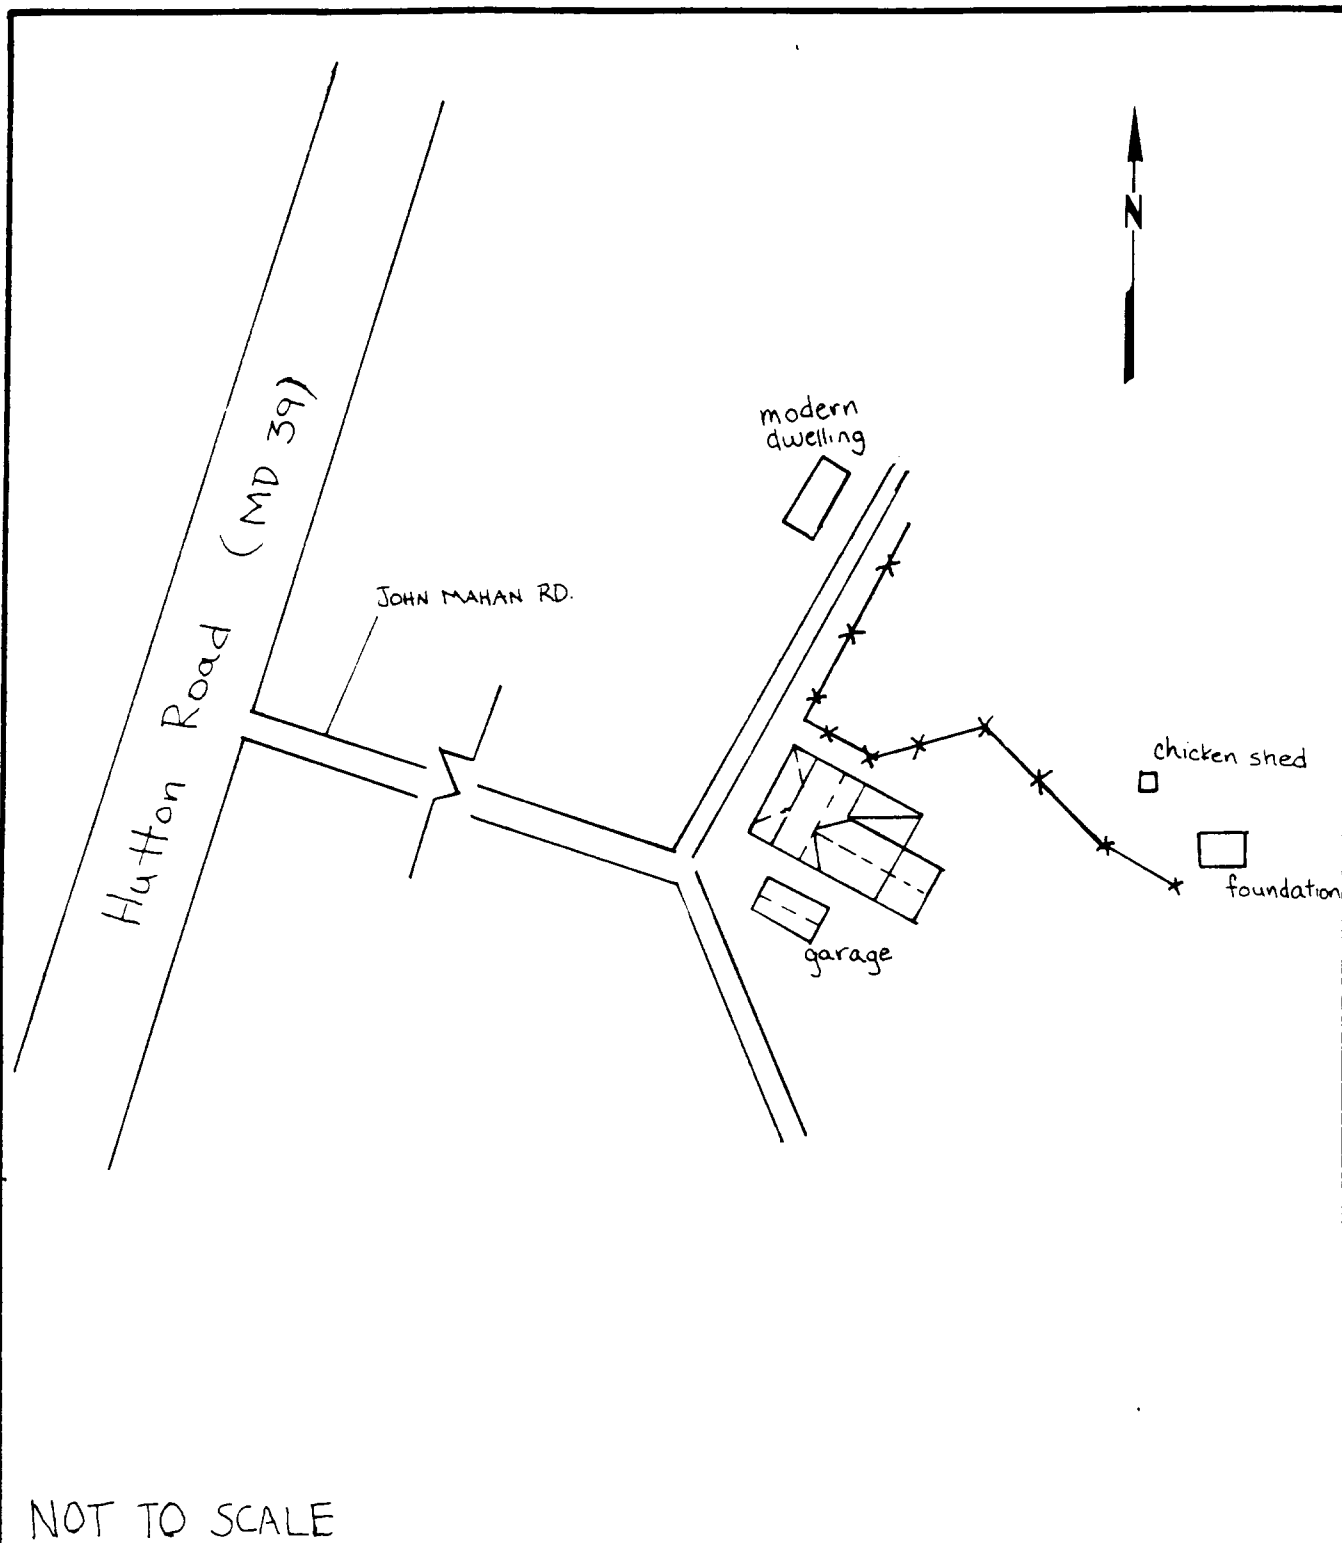 N
modern
dwelling
Hutton Road (MD 39)
JOHN MAHAN RD.
chicken shed
foundation
garage
NOT TO SCALE